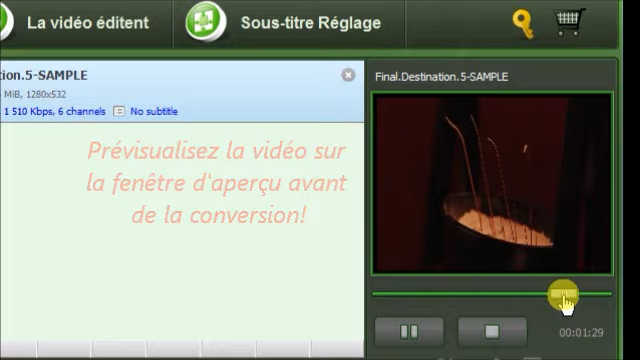 La vidéo éditent
Sous-titre Réglage
tion.5-SAMPLE
MiB, 1280x532
1 510 Kbps, 6 channels
No subtitle
Final.Destination.5-SAMPLE
Prévisualisez la vidéo sur
la fenêtre d'aperçu avant
de la conversion!
00:01:29